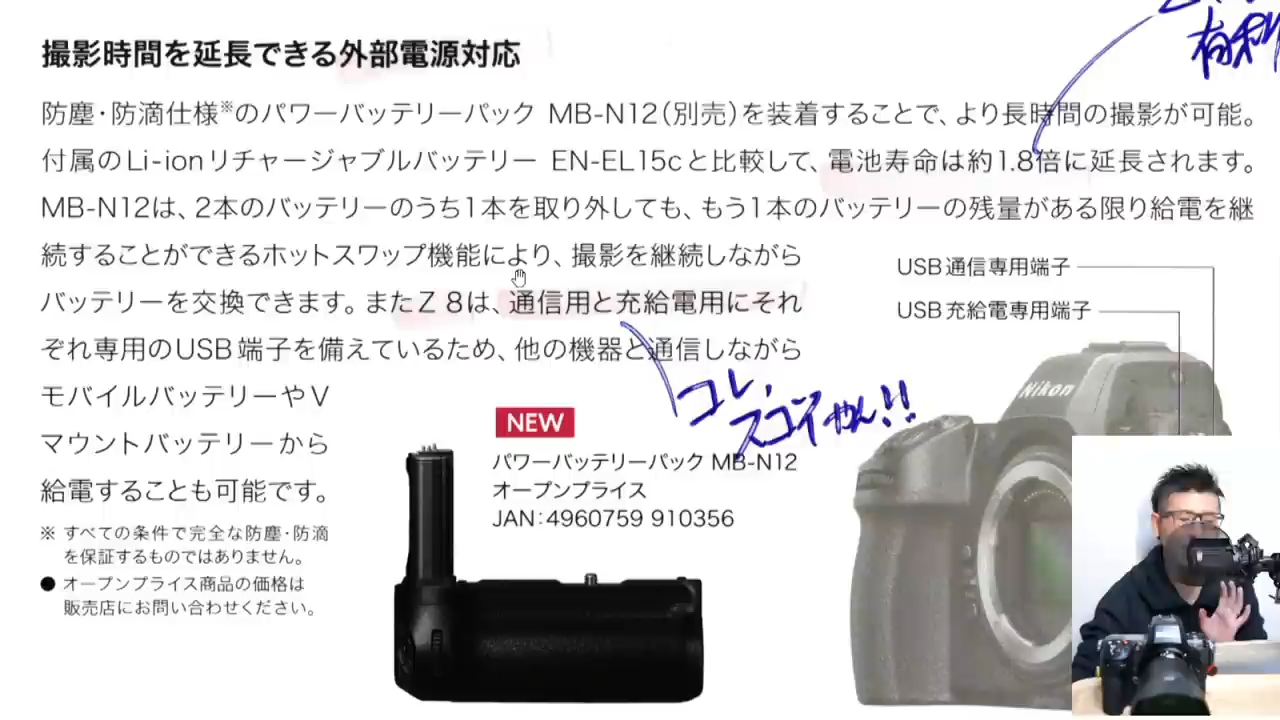 撮影時間を延長できる外部電源対応
有利
防塵・防滴仕様※のパワーバッテリーパック MB-N12（別売）を装着することで、より長時間の撮影が可能。
付属のLi-ionリチャージャブルバッテリー EN-EL15cと比較して、電池寿命は約1.8倍に延長されます。
MB-N12は、2本のバッテリーのうち1本を取り外しても、もう1本のバッテリーの残量がある限り給電を継
続することができるホットスワップ機能により、撮影を継続しながら
バッテリーを交換できます。またZ 8は、通信用と充給電用にそれ
ぞれ専用のUSB端子を備えているため、他の機器と通信しながら
モバイルバッテリーやV
マウントバッテリーから
給電することも可能です。
※ すべての条件で完全な防塵・防滴
を保証するものではありません。
● オープンプライス商品の価格は
販売店にお問い合わせください。
USB通信専用端子
USB充給電専用端子
コレ、
スゴイやん!!
NEW
パワーバッテリーパック MB-N12
オープンプライス
JAN：4960759 910356
Nikon